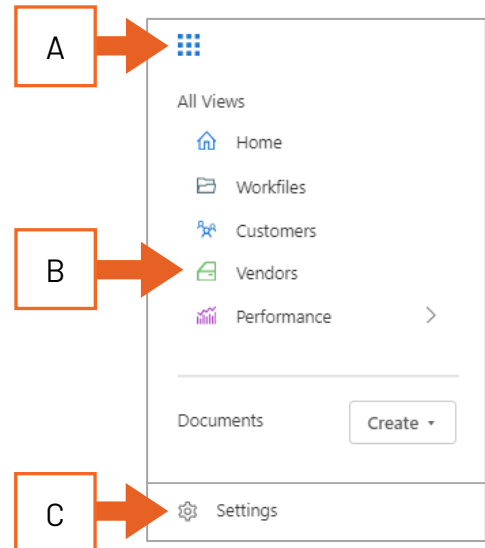 A
All Views
Home
Workfiles
Customers
B
Vendors
Performance
Documents
Create
C
Settings